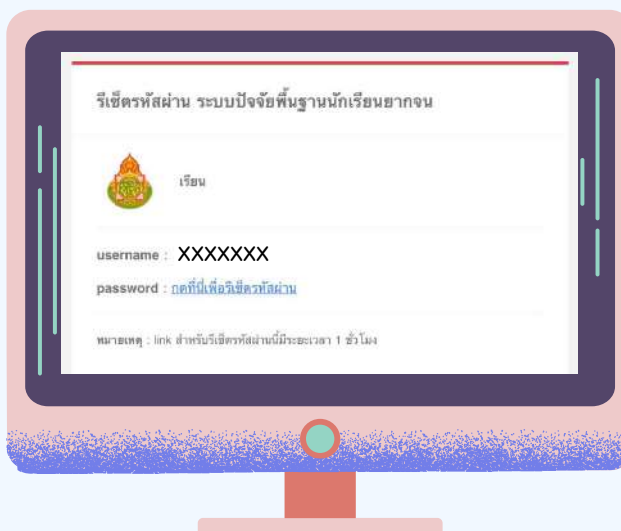 รีเซ็ตรหัสผ่าน ระบบปัจจัยพื้นฐานนักเรียนยากจน
เรียน
username : XXXXXXX
password : กดที่นี่เพื่อรีเซ็ตรหัสผ่าน
หมายเหตุ : link สำหรับรีเซ็ตรหัสผ่านนี้มีระยะเวลา 1 ชั่วโมง